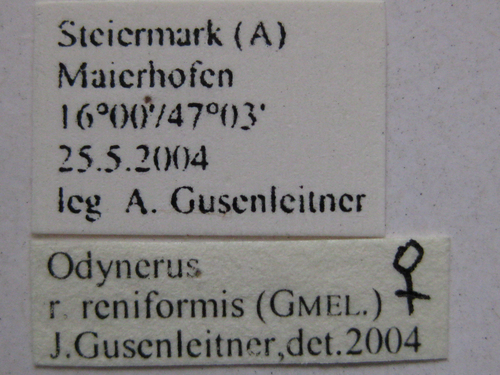 Steiermark (A)
Maierhofen
16°00'/47°03'
25.5.2004
leg A. Gusenleitner
Odynerus ♀
r. reniformis (GMEL.)
J.Gusenleitner,det.2004